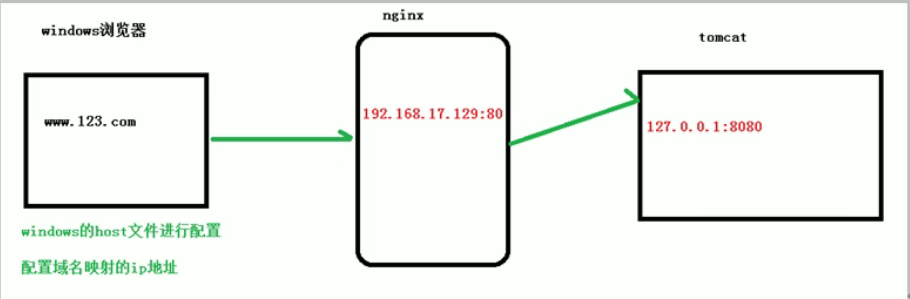 windows浏览器
nginx
tomcat
www.123.com
192.168.17.129:80
127.0.0.1:8080
windows的host文件进行配置
配置域名映射的ip地址